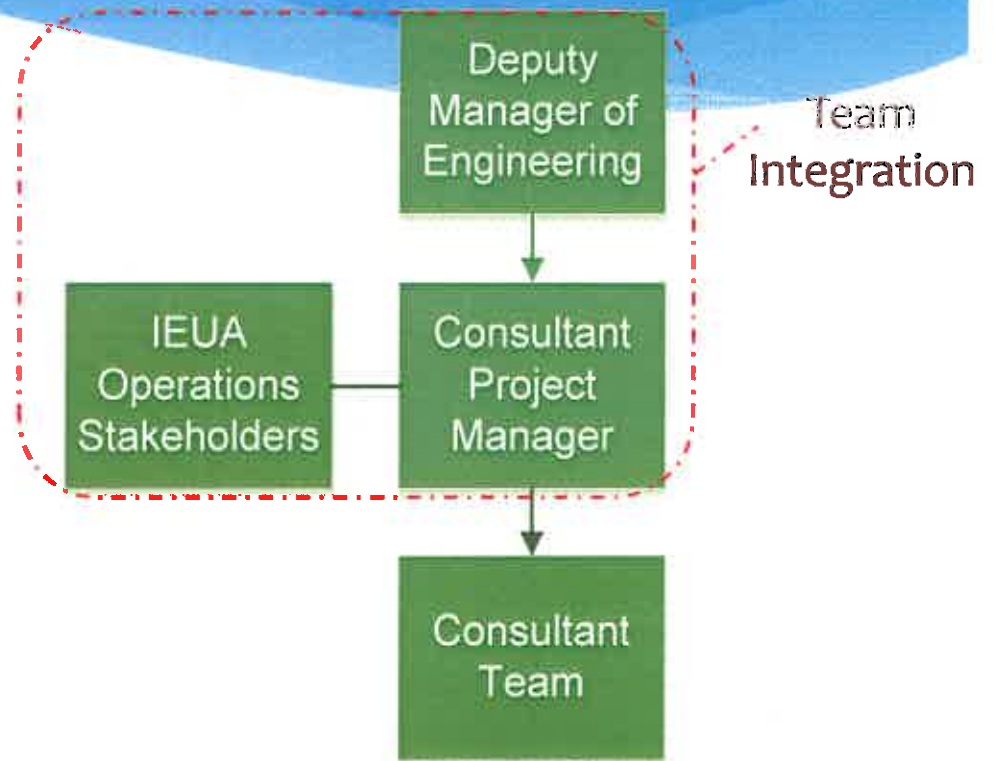 Deputy
Manager of
Engineering
Team
Integration
IEUA
Operations
Stakeholders
Consultant
Project
Manager
Consultant
Team